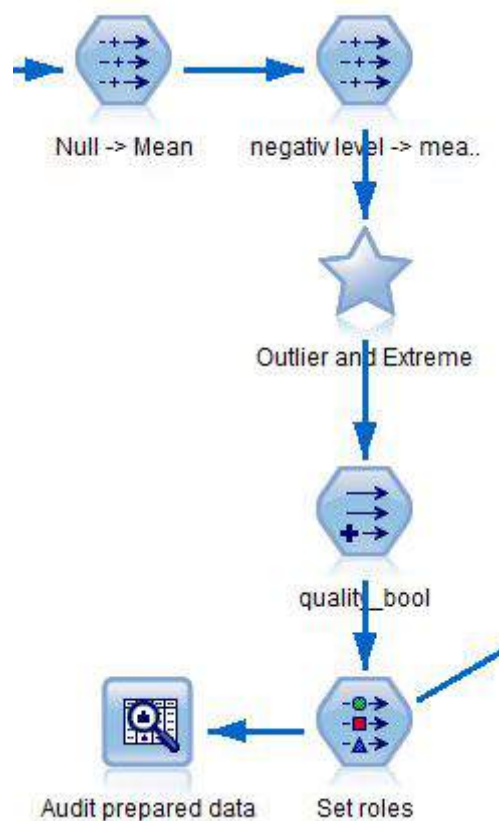 Null -> Mean
negativ level -> mea..
Outlier and Extreme
quality_bool
Audit prepared data
Set roles